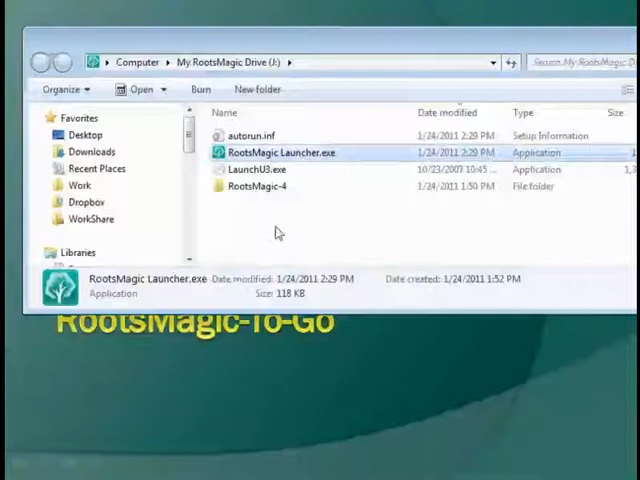 Computer ▸ My RootsMagic Drive (J:) ▸
Search My RootsMagic
Organize Open Burn New folder
Name Date modified Type Size
Favorites
Desktop
Downloads
Recent Places
Work
Dropbox
WorkShare
Libraries
autorun.inf 1/24/2011 2:29 PM Setup Information
RootsMagic Launcher.exe 1/24/2011 2:29 PM Application
LaunchU3.exe 10/23/2007 10:45 ... Application
RootsMagic-4 1/24/2011 1:50 PM File folder
RootsMagic Launcher.exe Date modified: 1/24/2011 2:29 PM Date created: 1/24/2011 1:52 PM
Application Size: 118 KB
RootsMagic-To-Go